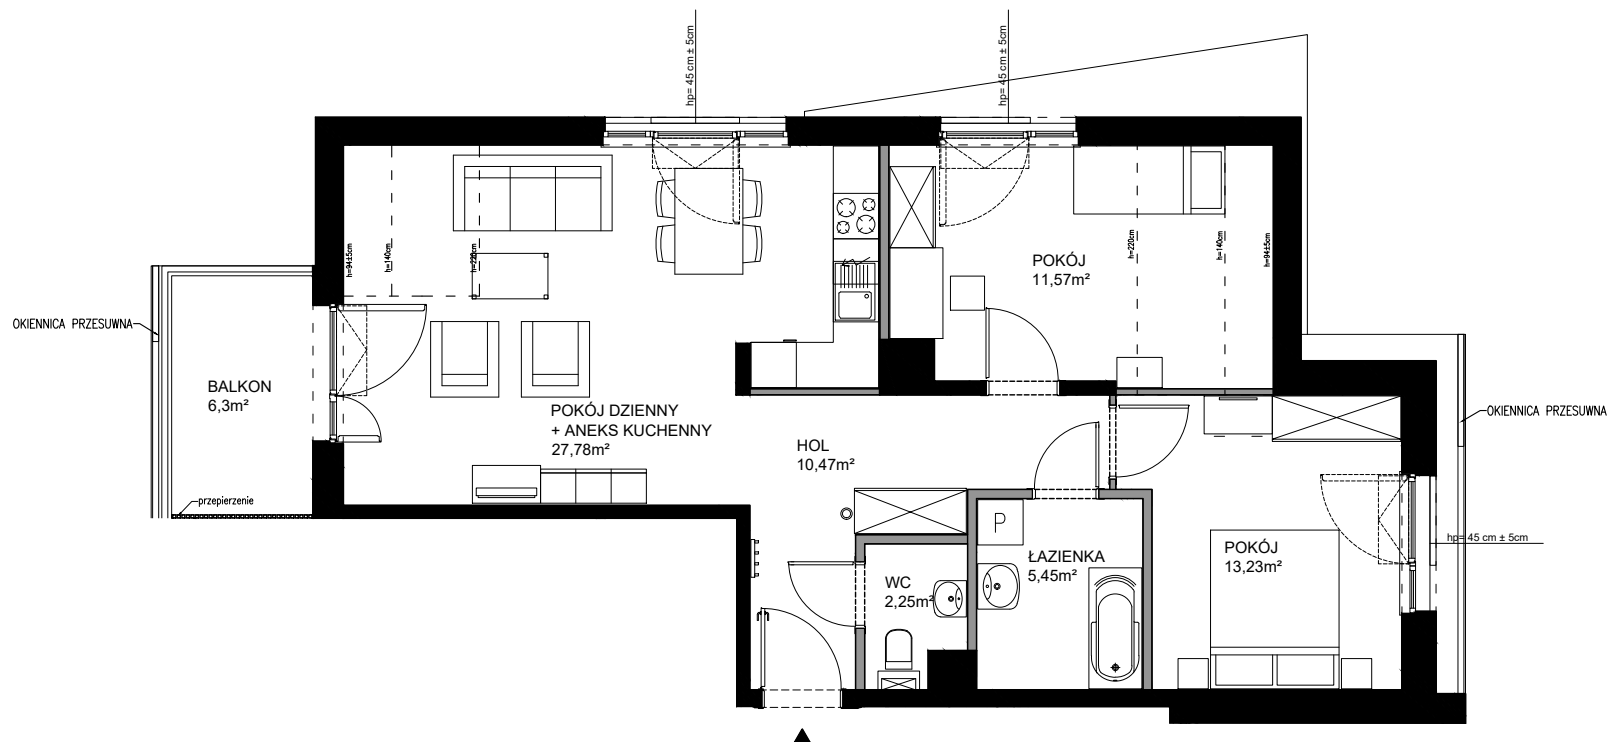 hp= 45 cm ± 5cm
hp= 45 cm ± 5cm
h=94±5cm
h=140cm
h=220cm
h=220cm
h=140cm
h=94±5cm
POKÓJ
11,57m²
OKIENNICA PRZESUWNA
BALKON
6,3m²
POKÓJ DZIENNY
+ ANEKS KUCHENNY
27,78m²
HOL
10,47m²
OKIENNICA PRZESUWNA
przepierzenie
P
ŁAZIENKA
5,45m²
POKÓJ
13,23m²
hp= 45 cm ± 5cm
WC
2,25m²